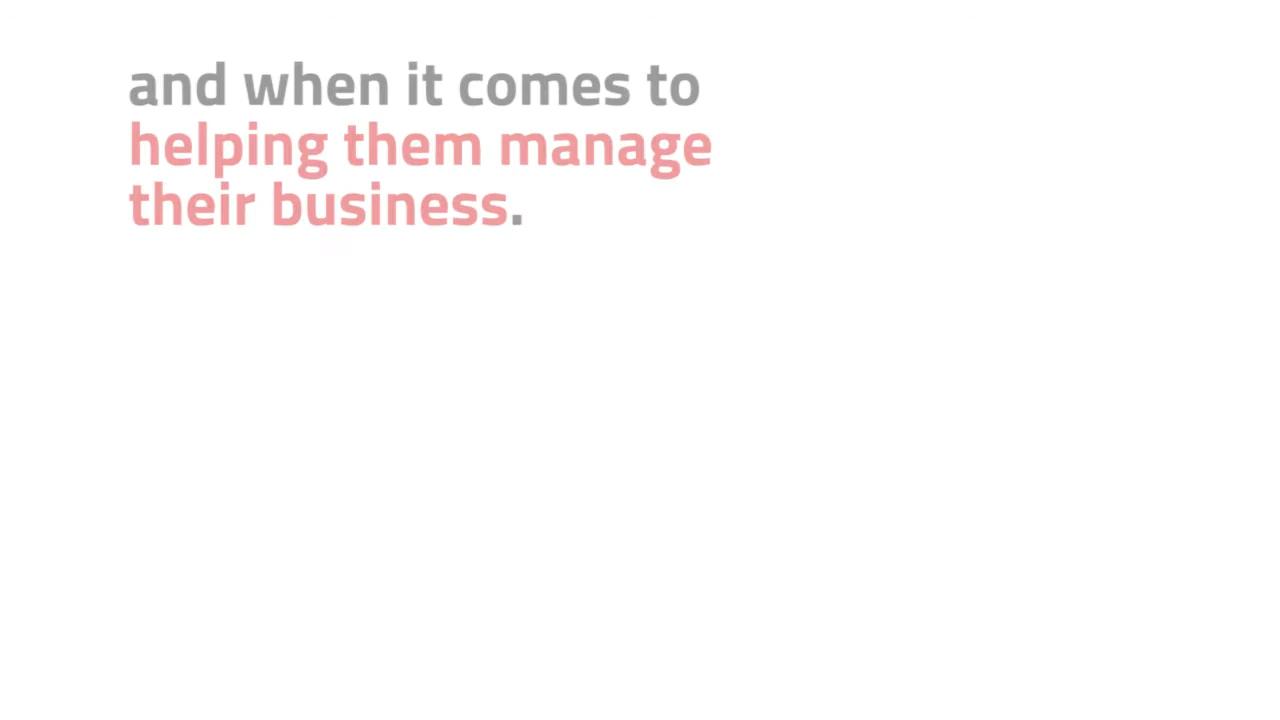 and when it comes to
helping them manage
their business.